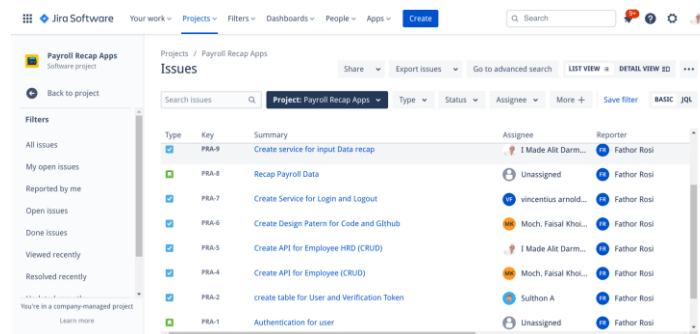 Jira Software Your work Projects Filters Dashboards People Apps Create Search 9+
Payroll Recap Apps
Software project
Back to project
Filters
All issues
My open issues
Reported by me
Open issues
Done issues
Viewed recently
Resolved recently
You're in a company-managed project
Learn more
Projects / Payroll Recap Apps
Issues
Share Export issues Go to advanced search LIST VIEW DETAIL VIEW
Search issues Project: Payroll Recap Apps Type Status Assignee More + Save filter BASIC JQL
Type Key Summary Assignee Reporter
PRA-9 Create service for input Data recap I Made Alit Darm... FR Fathor Rosi
PRA-8 Recap Payroll Data Unassigned FR Fathor Rosi
PRA-7 Create Service for Login and Logout VF vincentius arnold... FR Fathor Rosi
PRA-6 Create Design Patern for Code and GIthub MK Moch. Faisal Khoi... FR Fathor Rosi
PRA-5 Create API for Employee HRD (CRUD) I Made Alit Darm... FR Fathor Rosi
PRA-4 Create API for Employee (CRUD) MK Moch. Faisal Khoi... FR Fathor Rosi
PRA-2 create table for User and Verification Token Sulthon A FR Fathor Rosi
PRA-1 Authentication for user Unassigned FR Fathor Rosi